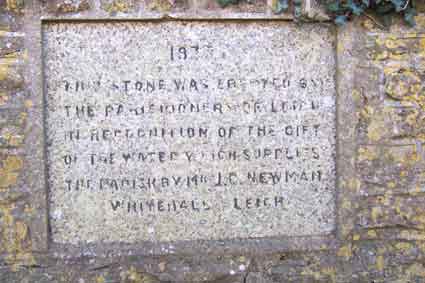 THIS STONE WAS ERECTED BY
THE PARISHIONERS OF LEIGH
IN RECOGNITION OF THE GIFT
OF THE WATER WHICH SUPPLIES
THE PARISH BY MR J.C. NEWMAN
WHITEHALL LEIGH